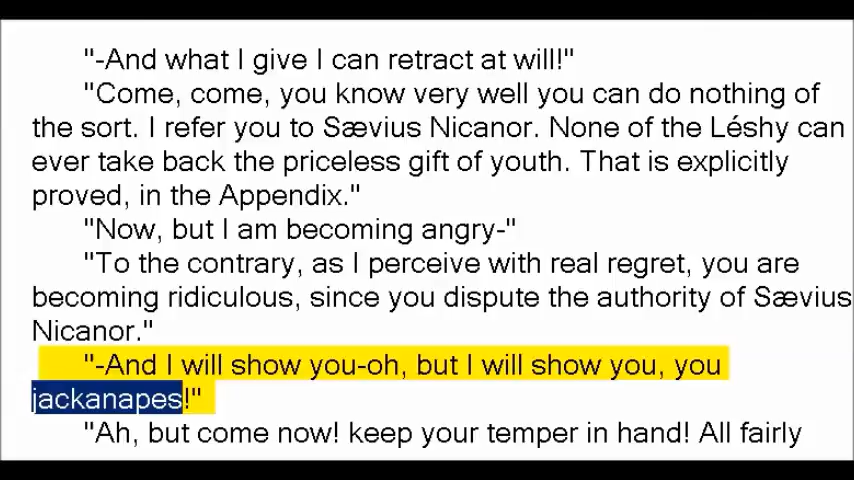 "-And what I give I can retract at will!"
"Come, come, you know very well you can do nothing of
the sort. I refer you to Sævius Nicanor. None of the Léshy can
ever take back the priceless gift of youth. That is explicitly
proved, in the Appendix."
"Now, but I am becoming angry-"
"To the contrary, as I perceive with real regret, you are
becoming ridiculous, since you dispute the authority of Sævius
Nicanor."
"-And I will show you-oh, but I will show you, you
jackanapes!"
"Ah, but come now! keep your temper in hand! All fairly